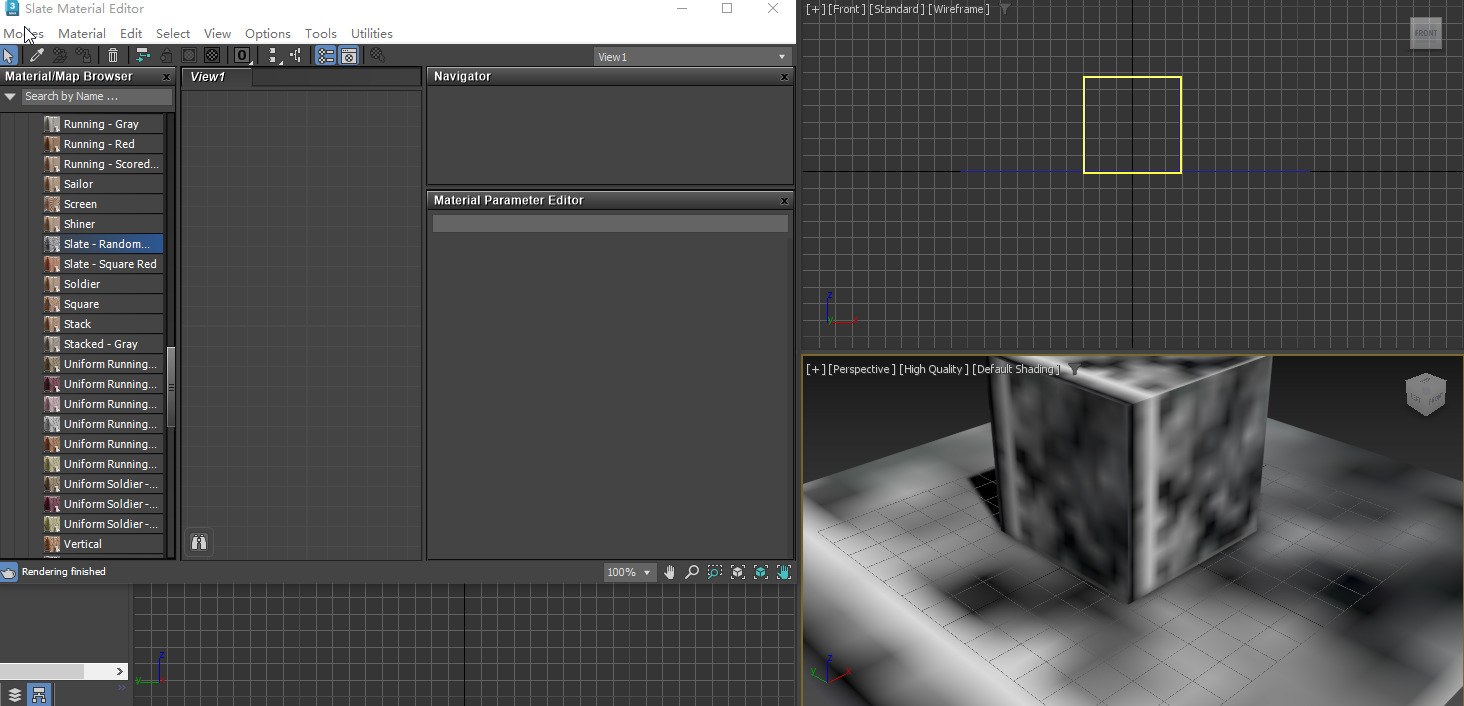 Slate Material Editor
Modes Material Edit Select View Options Tools Utilities
0
View1
Material/Map Browser x
Search by Name ...
Running - Gray
Running - Red
Running - Scored...
Sailor
Screen
Shiner
Slate - Random...
Slate - Square Red
Soldier
Square
Stack
Stacked - Gray
Uniform Running...
Uniform Running...
Uniform Running...
Uniform Running...
Uniform Running...
Uniform Running...
Uniform Soldier -...
Uniform Soldier -...
Uniform Soldier -...
Vertical
View1
Navigator x
Material Parameter Editor x
Rendering finished
100%
z
y
[+] [Front ] [Standard ] [Wireframe ]
FRONT
z
y x
[+] [Perspective ] [High Quality ] [Default Shading ]
LEFT FRONT
z
y x